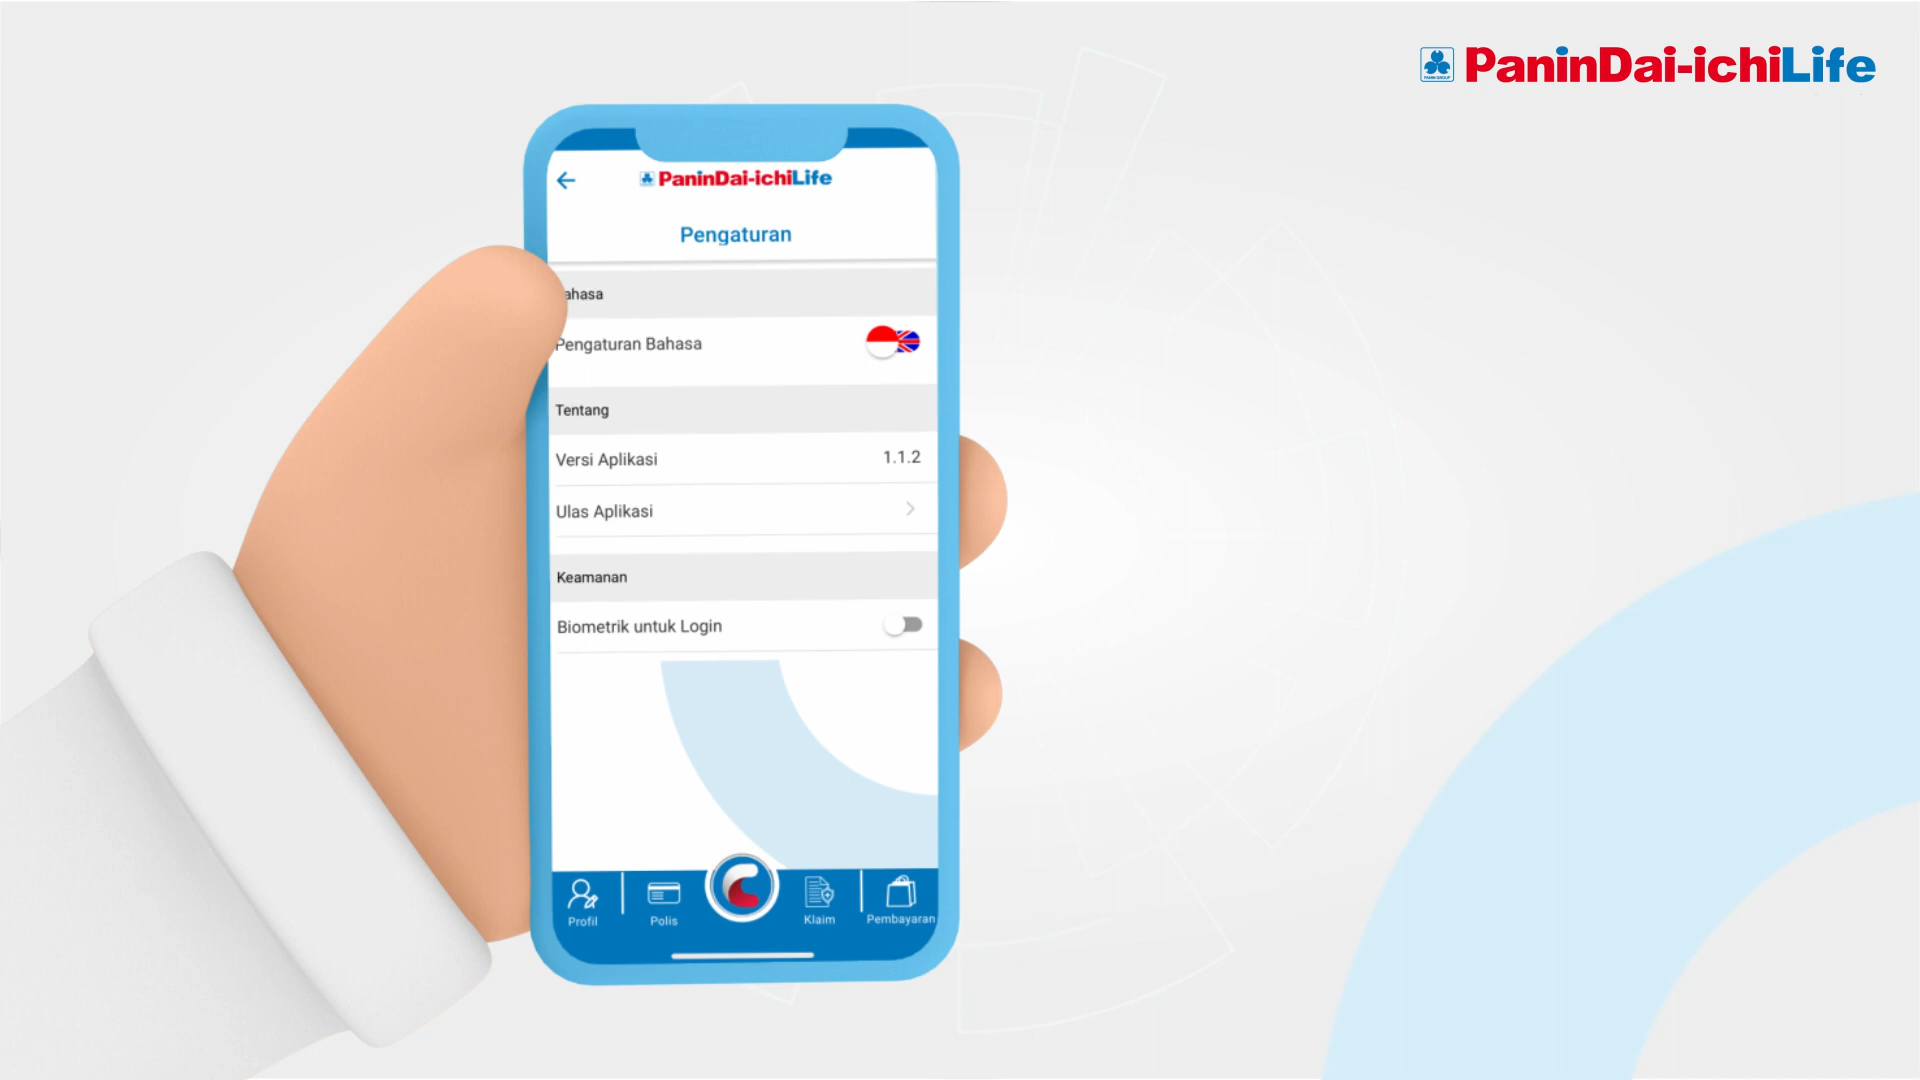 PaninDai-ichiLife
PaninDai-ichiLife
Pengaturan
ahasa
Pengaturan Bahasa
Tentang
Versi Aplikasi 1.1.2
Ulas Aplikasi
Keamanan
Biometrik untuk Login
Profil Polis Klaim Pembayaran